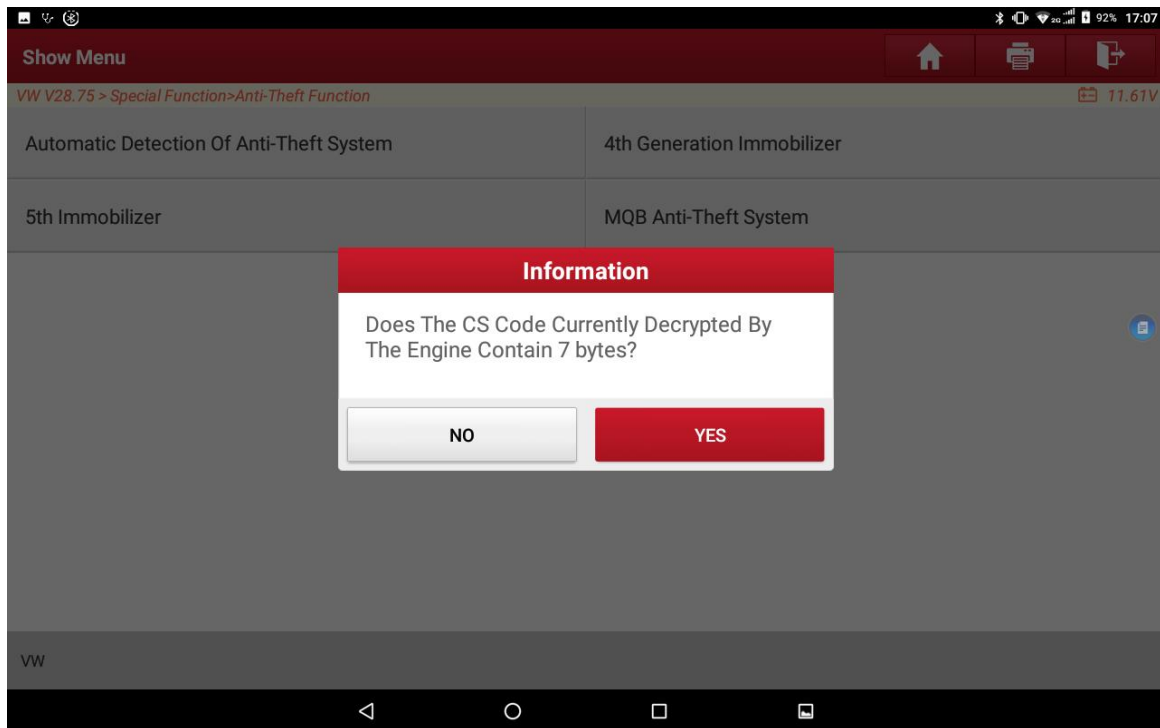 92% 17:07
Show Menu
VW V28.75 > Special Function>Anti-Theft Function
11.61V
Automatic Detection Of Anti-Theft System
4th Generation Immobilizer
5th Immobilizer
MQB Anti-Theft System
Information
Does The CS Code Currently Decrypted By
The Engine Contain 7 bytes?
NO
YES
VW